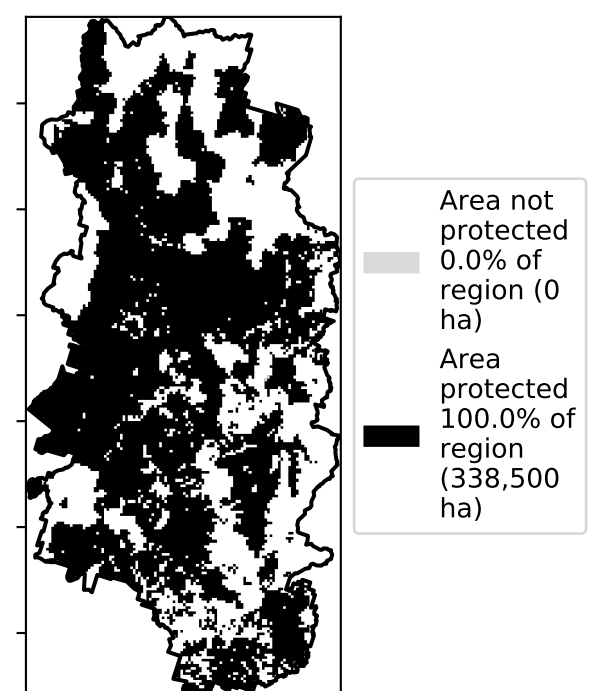 Area not
protected
0.0% of
region (0
ha)
Area
protected
100.0% of
region
(338,500
ha)